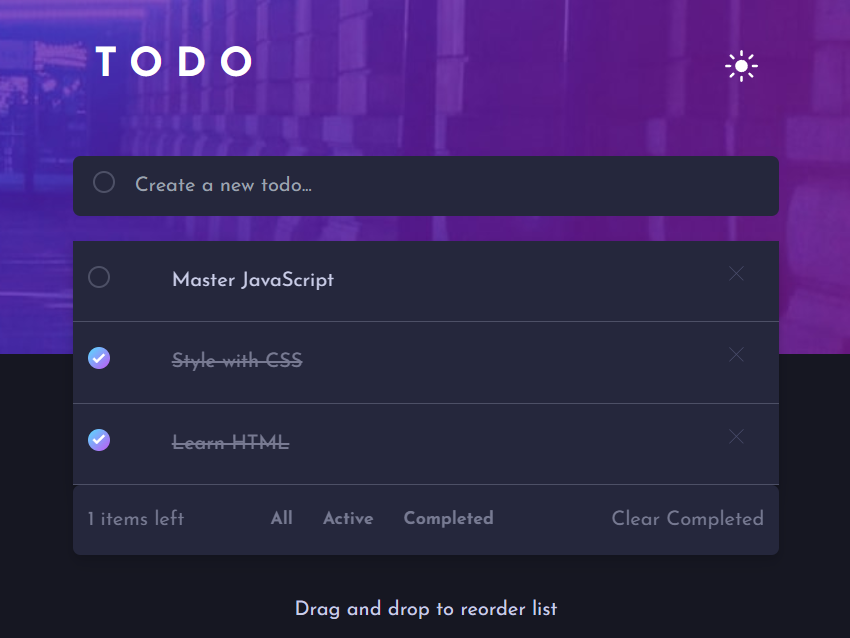 TODO
Create a new todo...
Master JavaScript
Style with CSS
Learn HTML
1 items left All Active Completed Clear Completed
Drag and drop to reorder list